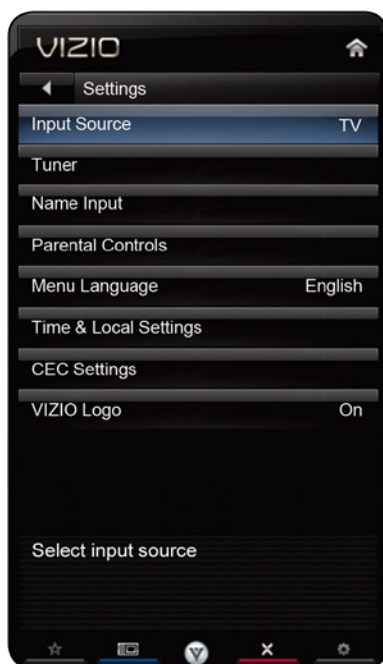 VIZIO
Settings
Input Source TV
Tuner
Name Input
Parental Controls
Menu Language English
Time & Local Settings
CEC Settings
VIZIO Logo On
Select input source
V